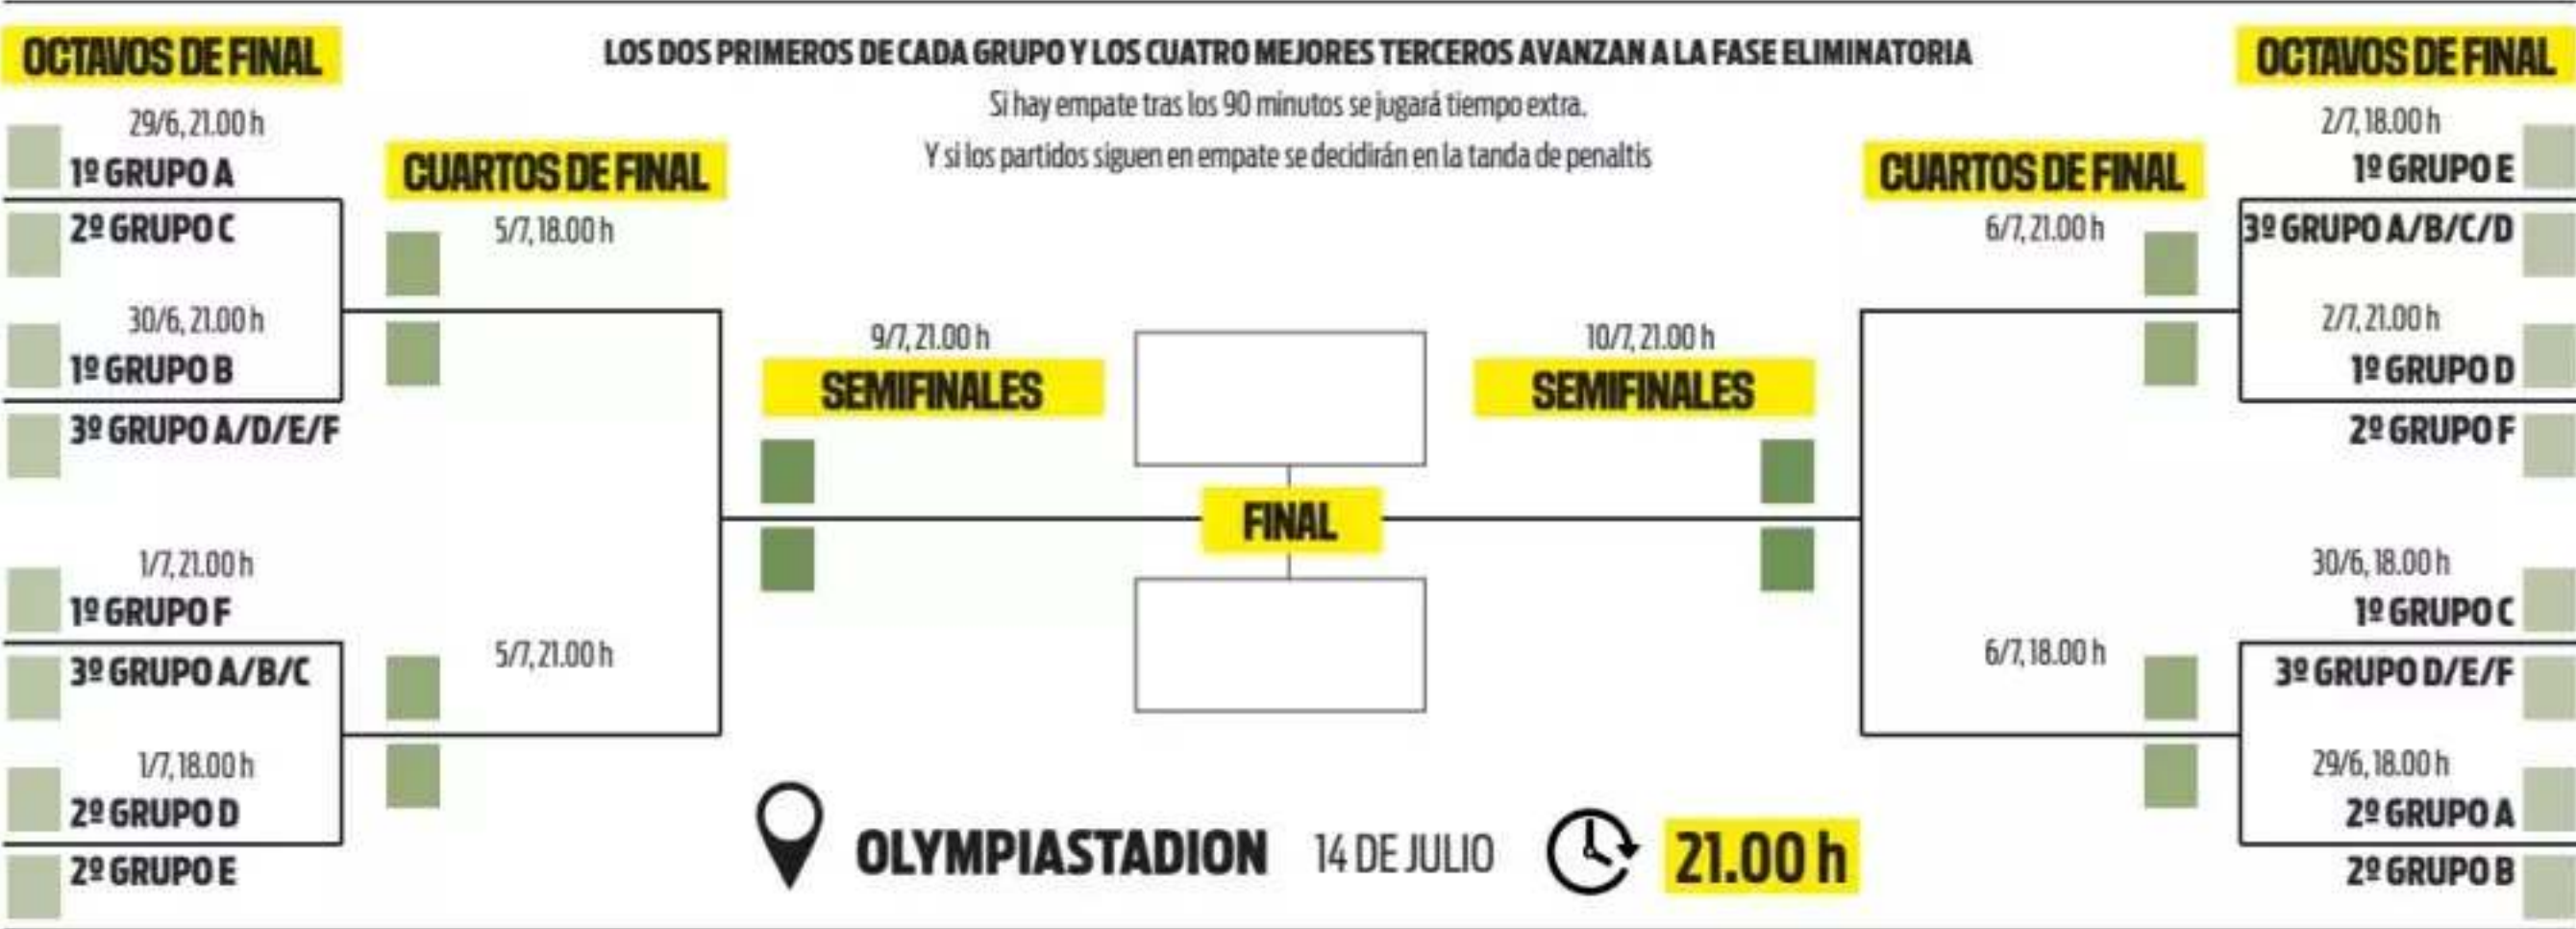 OCTAVOS DE FINAL
29/6, 21.00 h
1º GRUPO A
2º GRUPO C
30/6, 21.00 h
1º GRUPO B
3º GRUPO A/D/E/F
1/7, 21.00 h
1º GRUPO F
3º GRUPO A/B/C
1/7, 18.00 h
2º GRUPO D
2º GRUPO E
CUARTOS DE FINAL
5/7, 18.00 h
5/7, 21.00 h
LOS DOS PRIMEROS DE CADA GRUPO Y LOS CUATRO MEJORES TERCEROS AVANZAN A LA FASE ELIMINATORIA
Si hay empate tras los 90 minutos se jugará tiempo extra.
Y si los partidos siguen en empate se decidirán en la tanda de penaltis
9/7, 21.00 h
SEMIFINALES
FINAL
10/7, 21.00 h
SEMIFINALES
OLYMPIASTADION 14 DE JULIO 21.00 h
CUARTOS DE FINAL
6/7, 21.00 h
6/7, 18.00 h
OCTAVOS DE FINAL
2/7, 18.00 h
1º GRUPO E
3º GRUPO A/B/C/D
2/7, 21.00 h
1º GRUPO D
2º GRUPO F
30/6, 18.00 h
1º GRUPO C
3º GRUPO D/E/F
29/6, 18.00 h
2º GRUPO A
2º GRUPO B